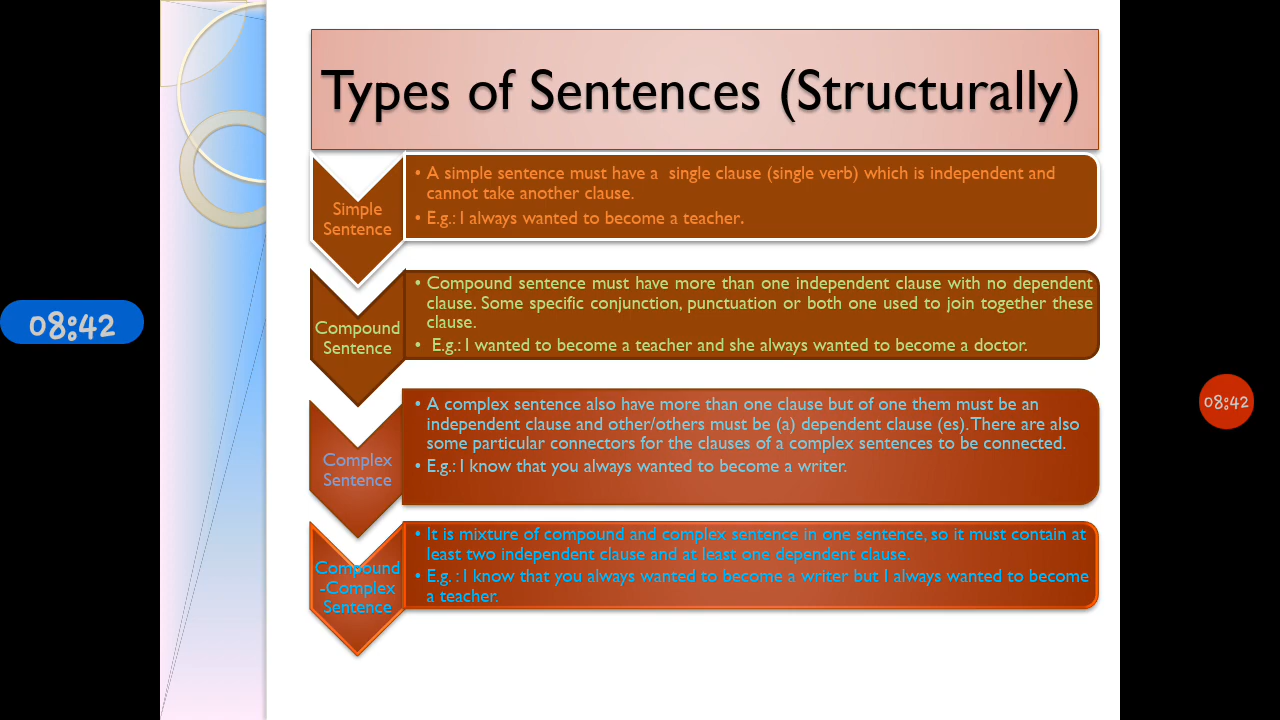 Types of Sentences (Structurally)
Simple
Sentence
• A simple sentence must have a  single clause (single verb) which is independent and
cannot take another clause.
• E.g.: I always wanted to become a teacher.
Compound
Sentence
• Compound sentence must have more than one independent clause with no dependent
clause. Some specific conjunction, punctuation or both one used to join together these
clause.
•  E.g.: I wanted to become a teacher and she always wanted to become a doctor.
Complex
Sentence
• A complex sentence also have more than one clause but of one them must be an
independent clause and other/others must be (a) dependent clause (es). There are also
some particular connectors for the clauses of a complex sentences to be connected.
• E.g.: I know that you always wanted to become a writer.
Compound
-Complex
Sentence
• It is mixture of compound and complex sentence in one sentence, so it must contain at
least two independent clause and at least one dependent clause.
• E.g. : I know that you always wanted to become a writer but I always wanted to become
a teacher.
08:42
08:42